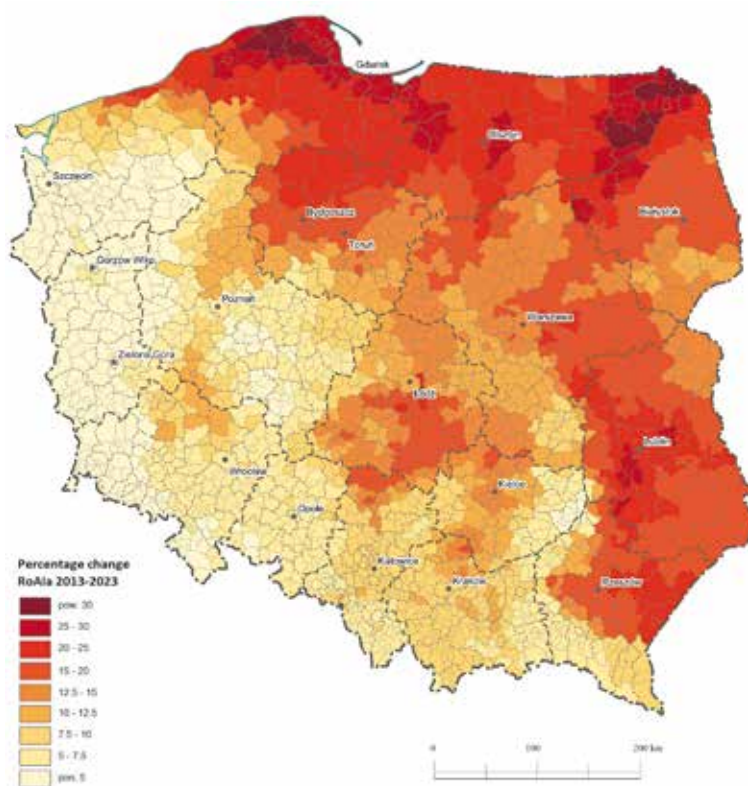 Gdańsk
Olsztyn
Szczecin
Białystok
Bydgoszcz
Toruń
Gorzów Wlkp.
Poznań
Warszawa
Zielona Góra
Łódź
Lublin
Wrocław
Kielce
Opole
Percentage change
RoAla 2013-2023
Katowice
Kraków
Rzeszów
pow. 30
25 - 30
20 - 25
15 - 20
12.5 - 15
10 - 12.5
7.5 - 10
5 - 7.5
pon. 5
0 100 200 km